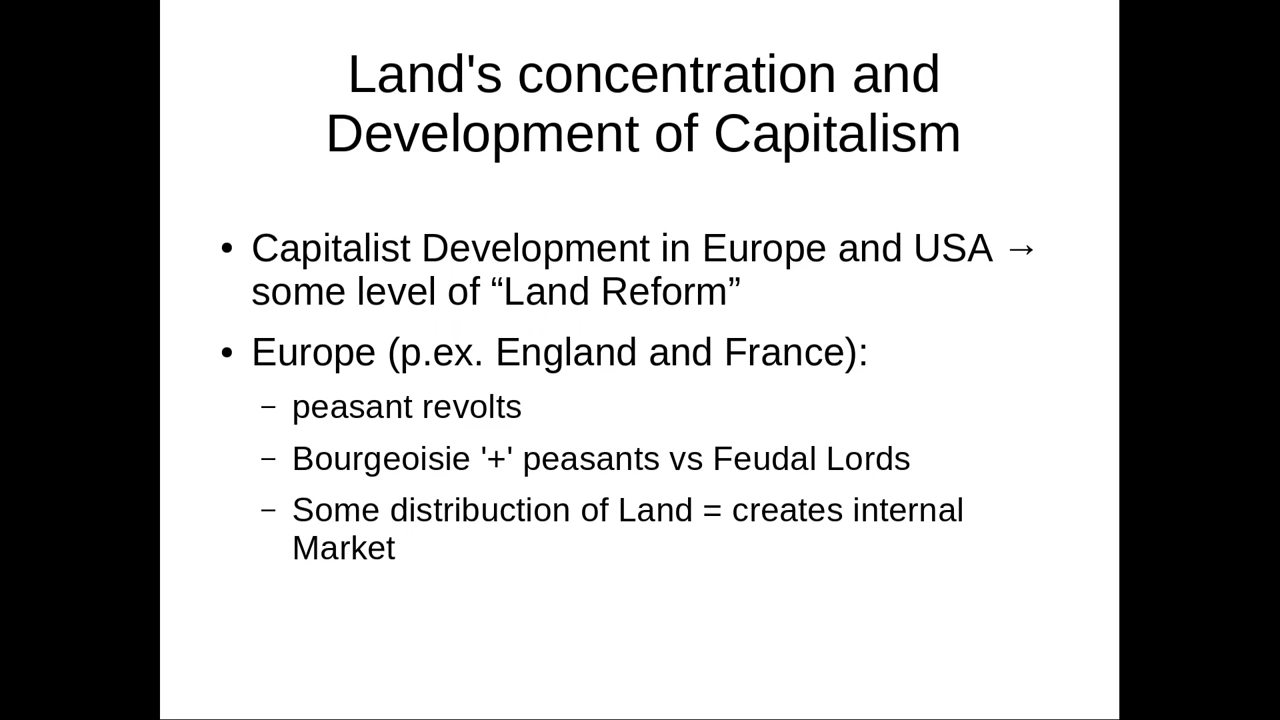 Land's concentration and
Development of Capitalism
• Capitalist Development in Europe and USA →
some level of “Land Reform”
• Europe (p.ex. England and France):
– peasant revolts
– Bourgeoisie '+' peasants vs Feudal Lords
– Some distribuction of Land = creates internal
Market